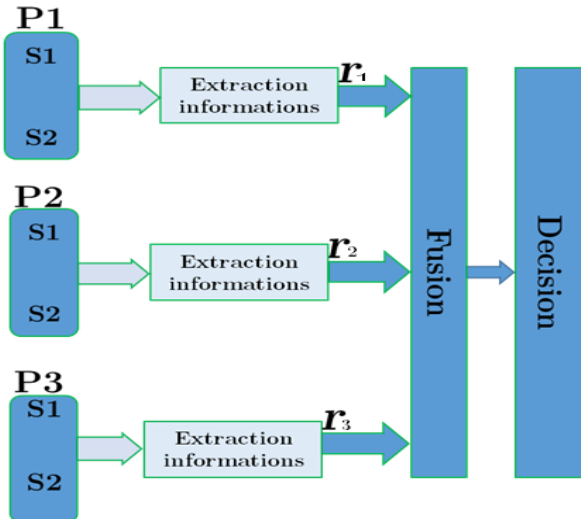 P1
S1
S2
Extraction
informations
r1
P2
S1
S2
Extraction
informations
r2
P3
S1
S2
Extraction
informations
r3
Fusion
Decision